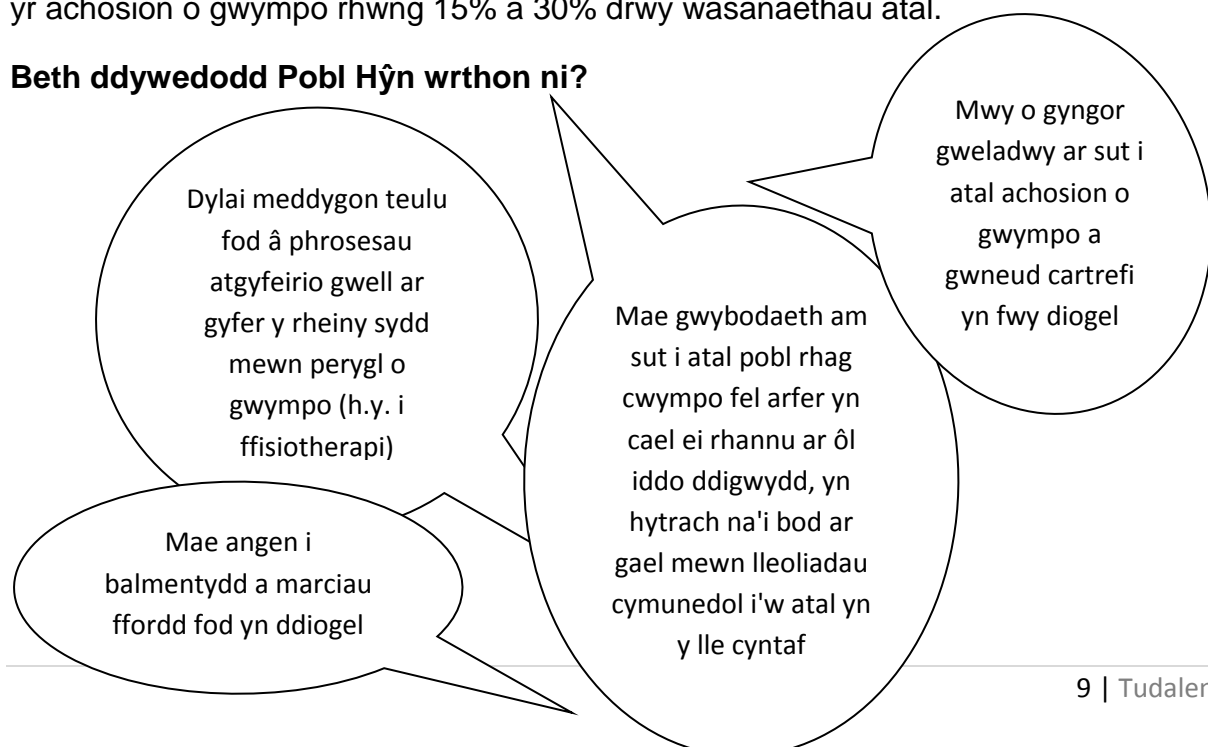 yr achosion o gwympo rhwng 15% a 30% drwy wasanaethau atal.
Beth ddywedodd Pobl Hŷn wrthon ni?
Dylai meddygon teulu
fod â phrosesau
atgyfeirio gwell ar
gyfer y rheiny sydd
mewn perygl o
gwympo (h.y. i
ffisiotherapi)
Mwy o gyngor
gweladwy ar sut i
atal achosion o
gwympo a
gwneud cartrefi
yn fwy diogel
Mae gwybodaeth am
sut i atal pobl rhag
cwympo fel arfer yn
cael ei rhannu ar ôl
iddo ddigwydd, yn
hytrach na'i bod ar
gael mewn lleoliadau
cymunedol i'w atal yn
y lle cyntaf
Mae angen i
balmentydd a marciau
ffordd fod yn ddiogel
9 | Tudalen